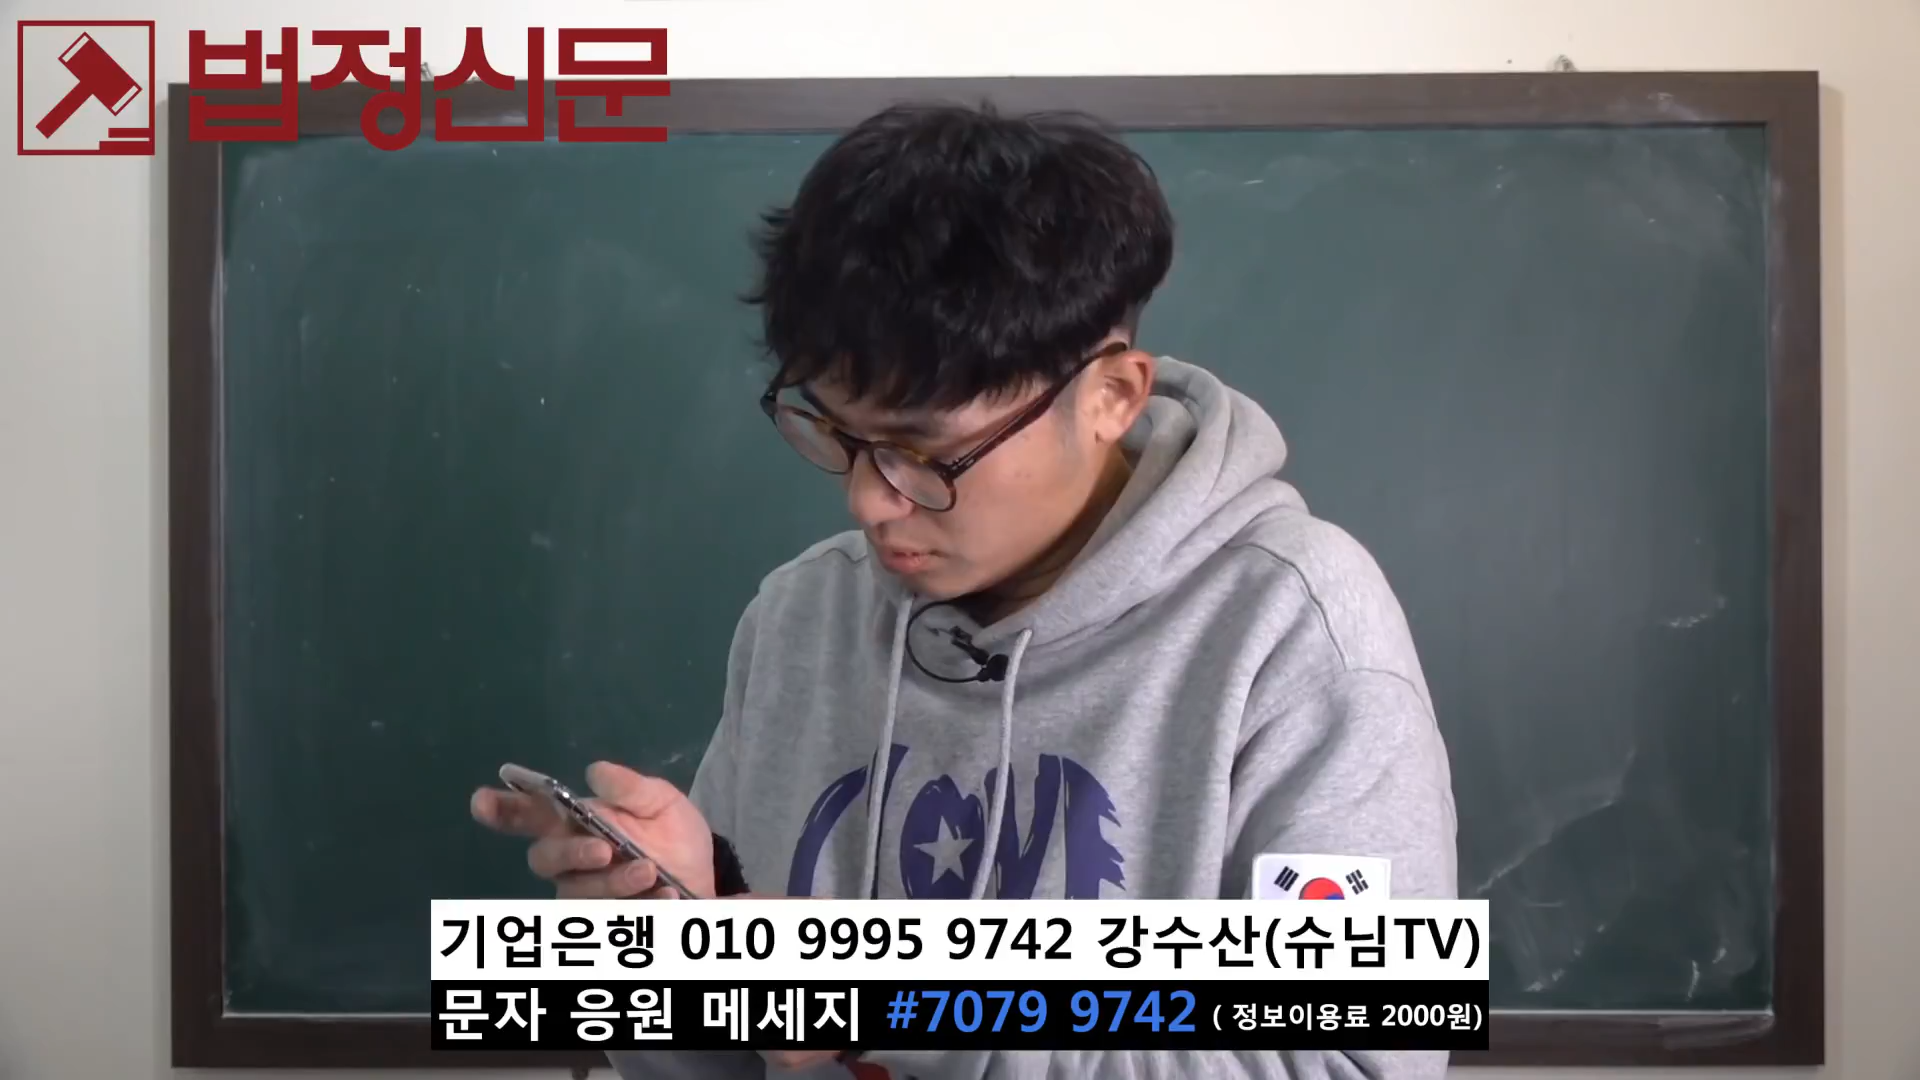 법정신문
LOVE
기업은행 010 9995 9742 강수산(슈님TV)
문자 응원 메세지 #7079 9742 ( 정보이용료 2000원)